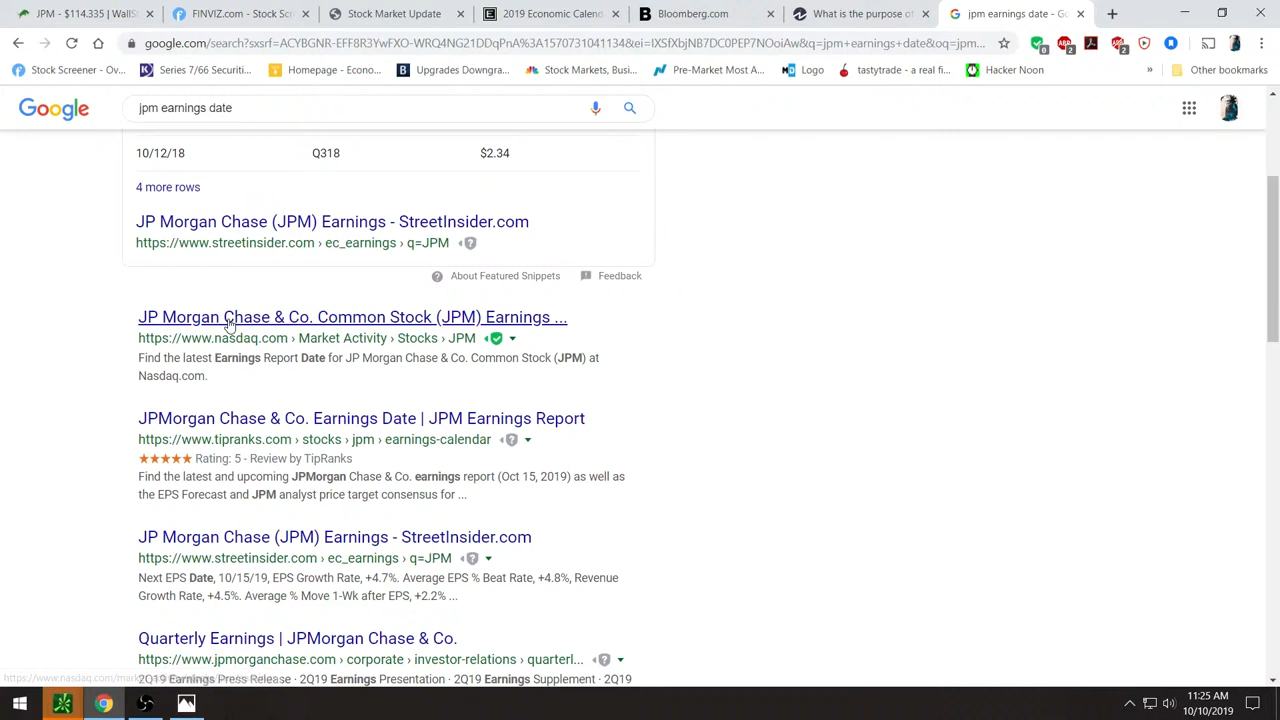 JPM - $114.335 | WallSt
FINVIZ.com - Stock Scr
Stock Market Update
2019 Economic Calend
Bloomberg.com
What is the purpose of
jpm earnings date - Go
google.com/search?sxsrf=ACYBGNR-EFF8RYwDYWRQ4NG21DDqPnA%3A1570731041134&ei=IXSfXbjNB7DC0PEP7NOoiAw&q=jpm+earnings+date&oq=jpm...
Stock Screener - Ov...
Series 7/66 Securiti...
Homepage - Econo...
Upgrades Downgra...
Stock Markets, Busi...
Pre-Market Most A...
Logo
tastytrade - a real fi...
Hacker Noon
»
Other bookmarks
Google
jpm earnings date
10/12/18 Q318 $2.34
4 more rows
JP Morgan Chase (JPM) Earnings - StreetInsider.com
https://www.streetinsider.com › ec_earnings › q=JPM
About Featured Snippets
Feedback
JP Morgan Chase & Co. Common Stock (JPM) Earnings ...
https://www.nasdaq.com › Market Activity › Stocks › JPM
Find the latest Earnings Report Date for JP Morgan Chase & Co. Common Stock (JPM) at
Nasdaq.com.
JPMorgan Chase & Co. Earnings Date | JPM Earnings Report
https://www.tipranks.com › stocks › jpm › earnings-calendar
Rating: 5 - Review by TipRanks
Find the latest and upcoming JPMorgan Chase & Co. earnings report (Oct 15, 2019) as well as
the EPS Forecast and JPM analyst price target consensus for ...
JP Morgan Chase (JPM) Earnings - StreetInsider.com
https://www.streetinsider.com › ec_earnings › q=JPM
Next EPS Date, 10/15/19, EPS Growth Rate, +4.7%. Average EPS % Beat Rate, +4.8%, Revenue
Growth Rate, +4.5%. Average % Move 1-Wk after EPS, +2.2% ...
Quarterly Earnings | JPMorgan Chase & Co.
https://www.jpmorganchase.com › corporate › investor-relations › quarterl...
2Q19 Earnings Press Release · 2Q19 Earnings Presentation · 2Q19 Earnings Supplement · 2Q19
11:25 AM
10/10/2019